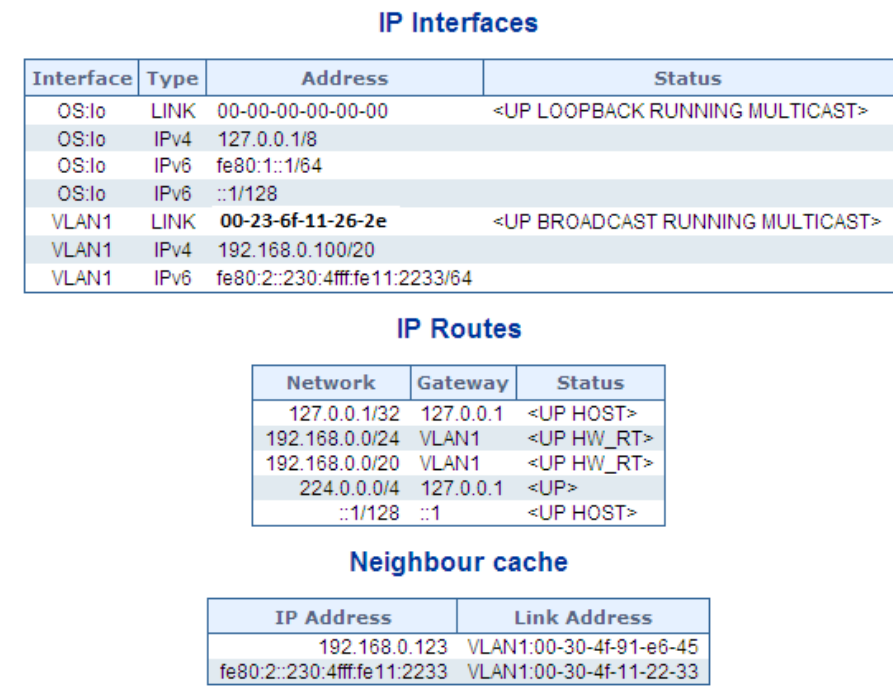 IP Interfaces
Interface Type Address Status
OS:lo LINK 00-00-00-00-00-00 <UP LOOPBACK RUNNING MULTICAST>
OS:lo IPv4 127.0.0.1/8
OS:lo IPv6 fe80:1::1/64
OS:lo IPv6 ::1/128
VLAN1 LINK 00-23-6f-11-26-2e <UP BROADCAST RUNNING MULTICAST>
VLAN1 IPv4 192.168.0.100/20
VLAN1 IPv6 fe80:2::230:4fff:fe11:2233/64
IP Routes
Network Gateway Status
127.0.0.1/32 127.0.0.1 <UP HOST>
192.168.0.0/24 VLAN1 <UP HW_RT>
192.168.0.0/20 VLAN1 <UP HW_RT>
224.0.0.0/4 127.0.0.1 <UP>
::1/128 ::1 <UP HOST>
Neighbour cache
IP Address Link Address
192.168.0.123 VLAN1:00-30-4f-91-e6-45
fe80:2::230:4fff:fe11:2233 VLAN1:00-30-4f-11-22-33